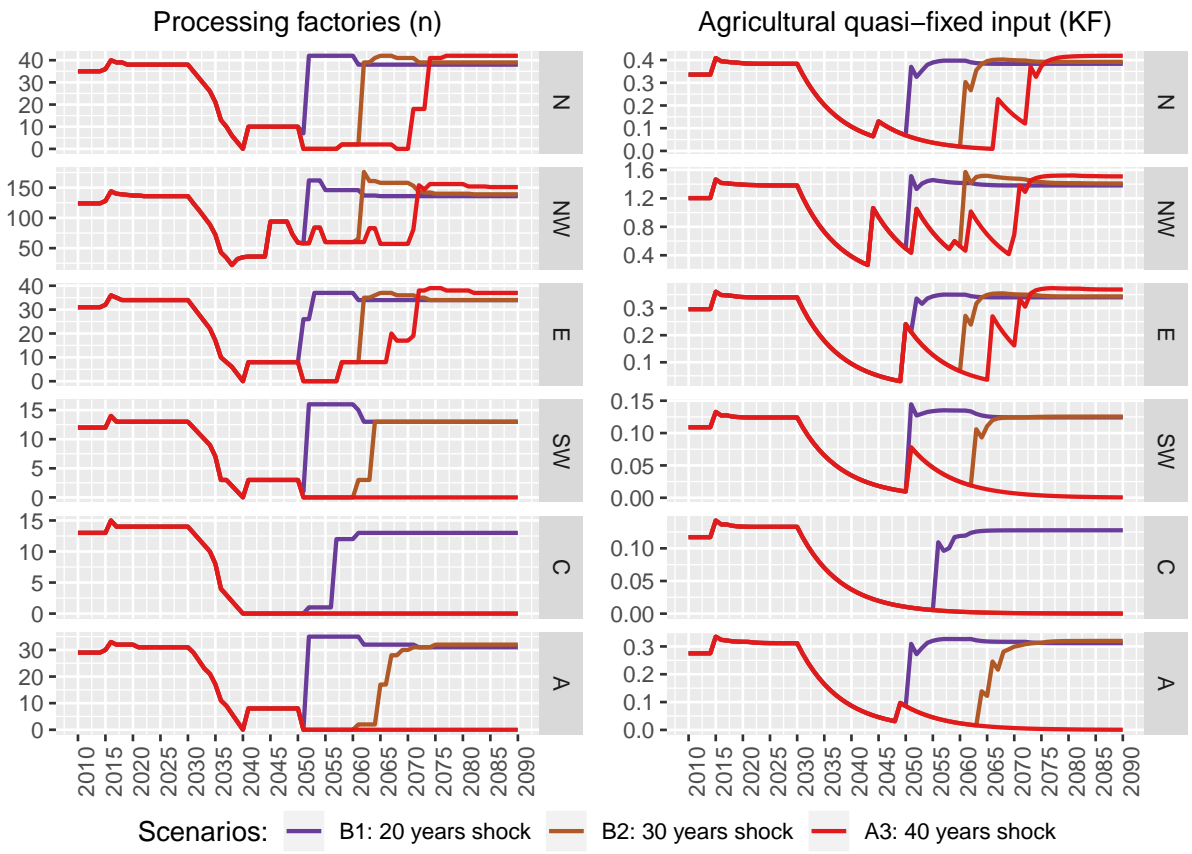 Processing factories (n)
Agricultural quasi−fixed input (KF)
40
30
20
10
0
N
0.4
0.3
0.2
0.1
0.0
N
150
100
50
NW
1.6
1.2
0.8
0.4
NW
40
30
20
10
0
E
0.3
0.2
0.1
E
15
10
5
0
SW
0.15
0.10
0.05
0.00
SW
15
10
5
0
C
0.10
0.05
0.00
C
30
20
10
0
A
0.3
0.2
0.1
0.0
A
2010 2015 2020 2025 2030 2035 2040 2045 2050 2055 2060 2065 2070 2075 2080 2085 2090
2010 2015 2020 2025 2030 2035 2040 2045 2050 2055 2060 2065 2070 2075 2080 2085 2090
Scenarios: B1: 20 years shock B2: 30 years shock A3: 40 years shock